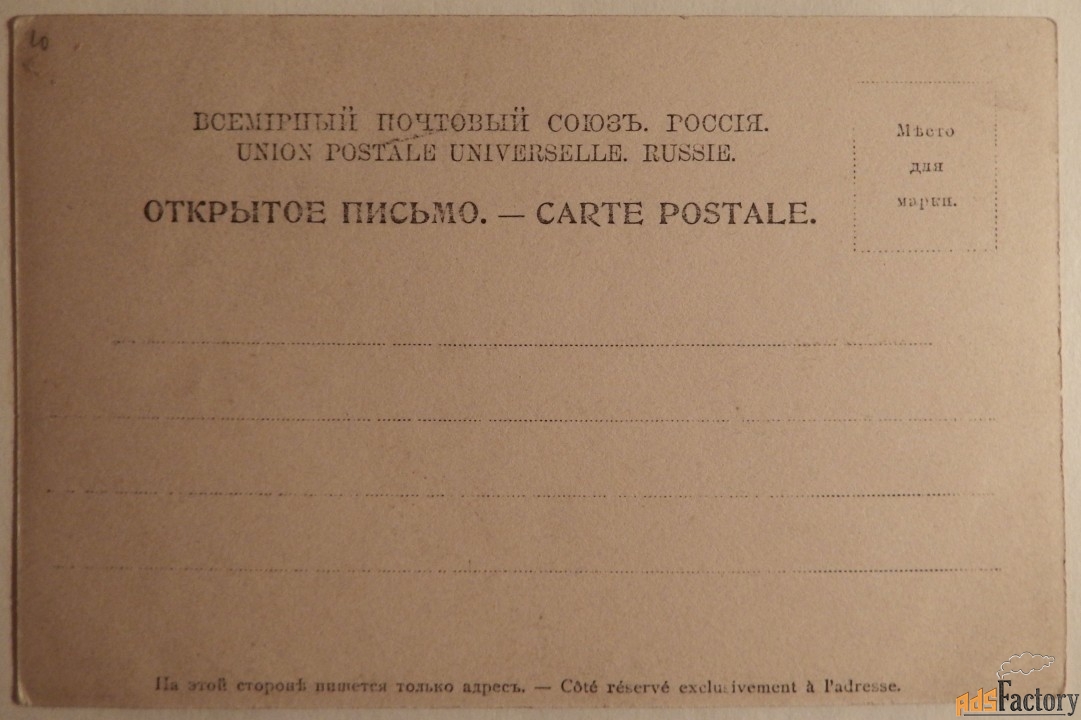 10
ВСЕМІРНЫЙ ПОЧТОВЫЙ СОЮЗЪ. РОССІЯ.
UNION POSTALE UNIVERSELLE. RUSSIE.
ОТКРЫТОЕ ПИСЬМО. — CARTE POSTALE.
Мѣсто
для
марки.
На этой сторонѣ пишется только адресъ. — Côté réservé exclusivement à l'adresse.
AdsFactory